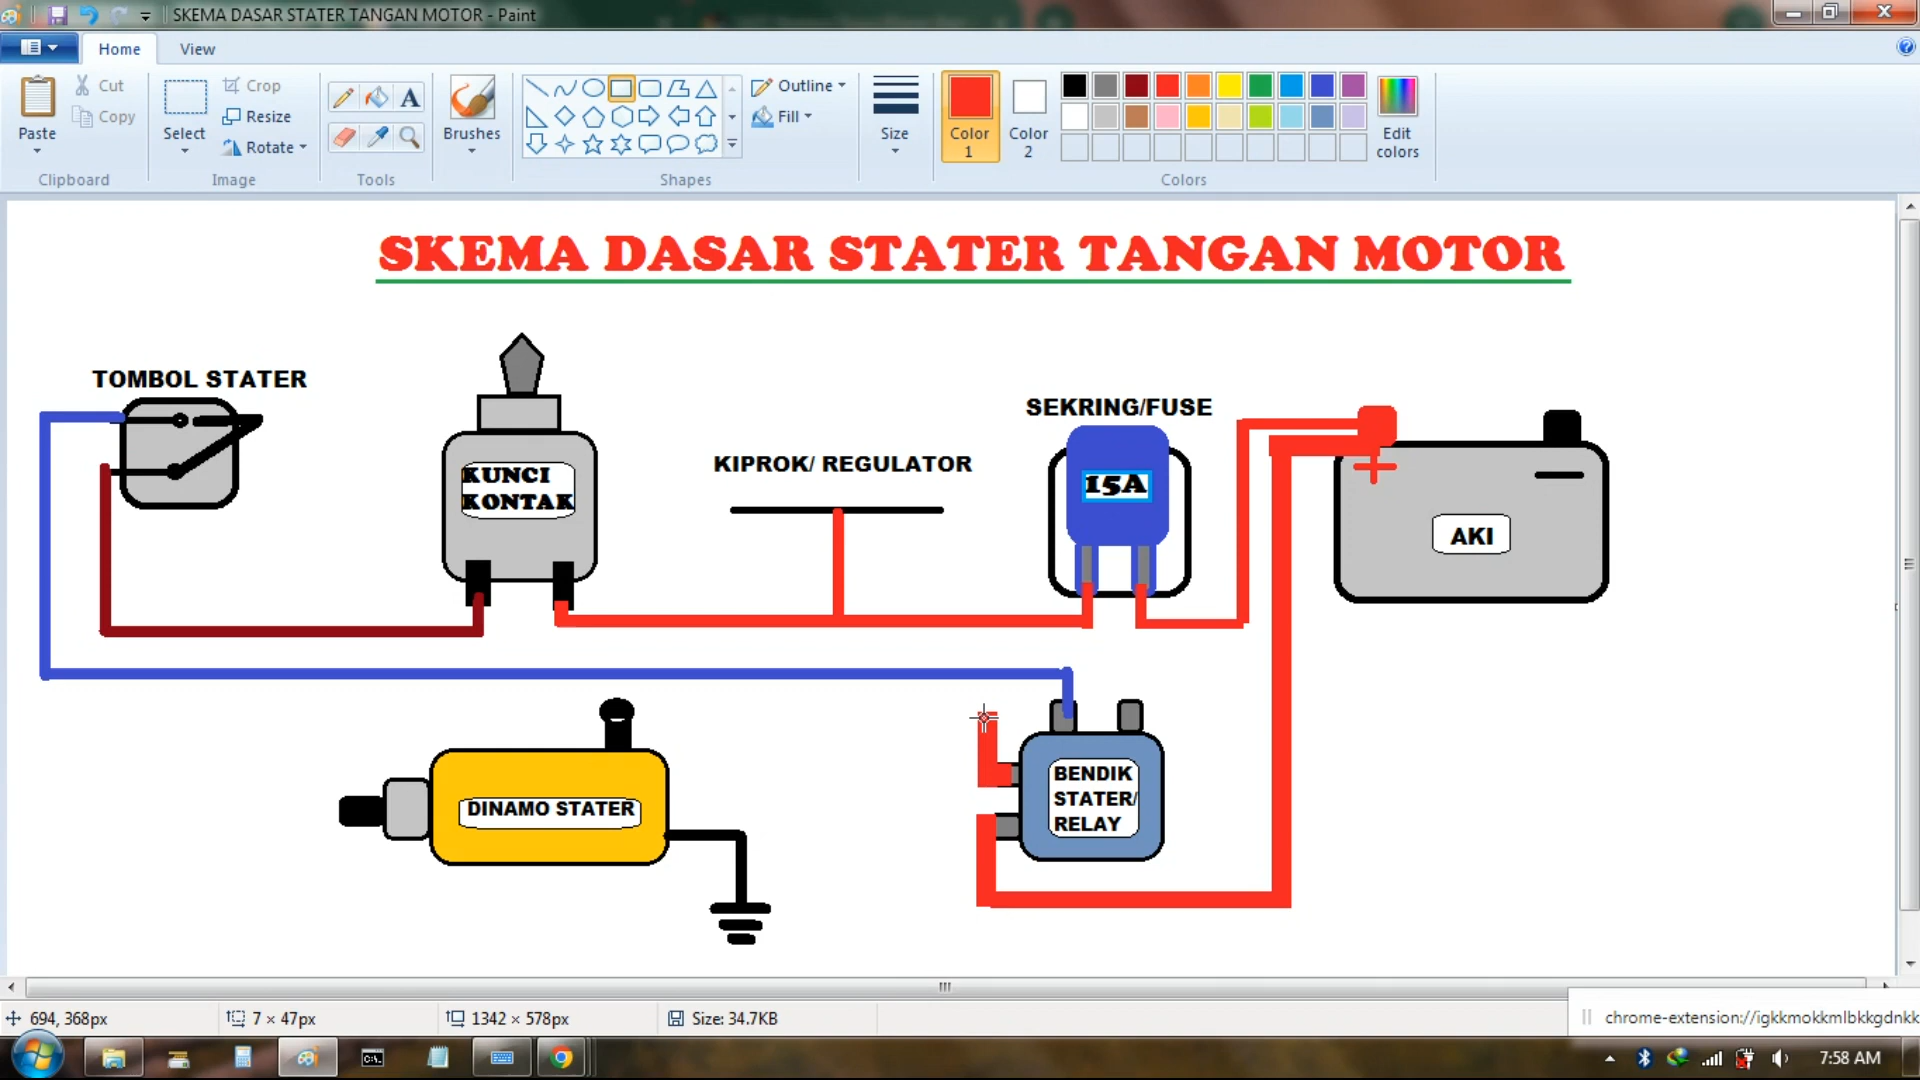 SKEMA DASAR STATER TANGAN MOTOR - Paint
Home
View
Paste
Cut
Copy
Clipboard
Select
Crop
Resize
Rotate
Image
A
Tools
Brushes
Outline
Fill
Shapes
Size
Color
1
Color
2
Edit
colors
Colors
SKEMA DASAR STATER TANGAN MOTOR
TOMBOL STATER
KUNCI
KONTAK
KIPROK/ REGULATOR
SEKRING/FUSE
15A
+
AKI
DINAMO STATER
BENDIK
STATER/
RELAY
694, 368px
7 × 47px
1342 × 578px
Size: 34.7KB
chrome-extension://igkkmokkmlbkkgdnkk
7:58 AM